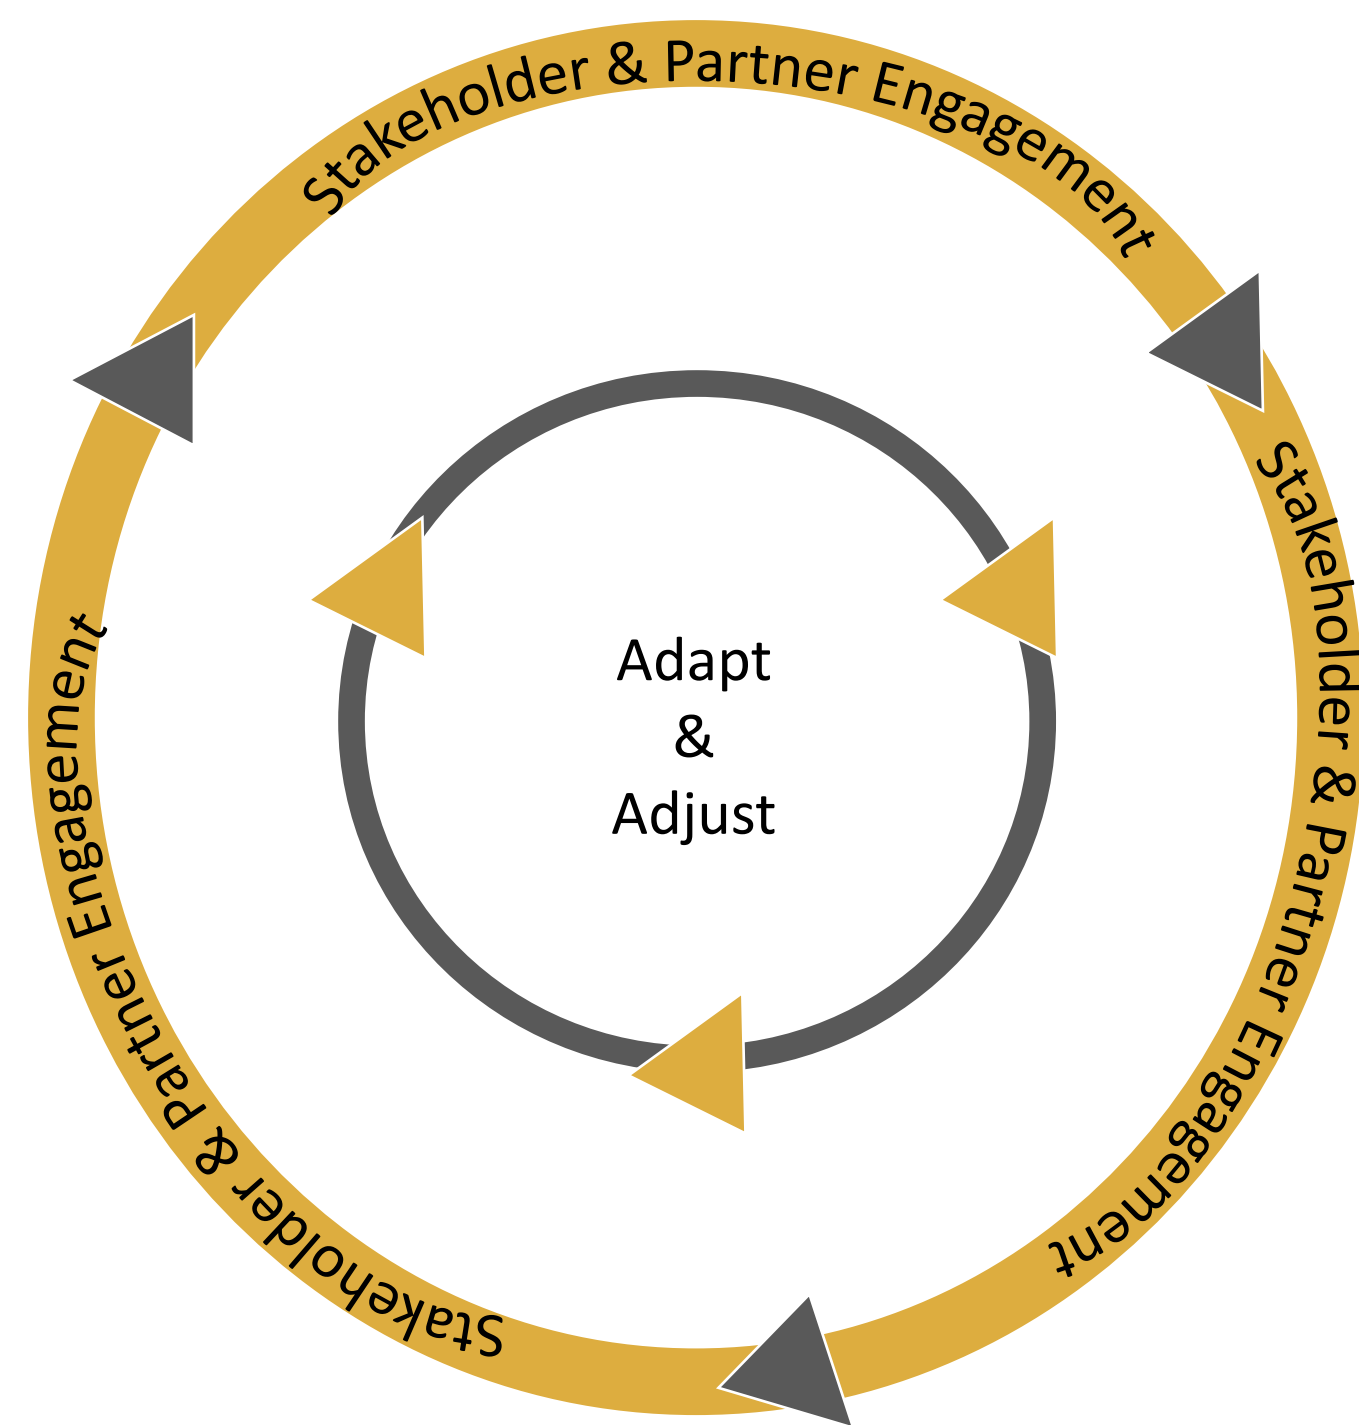 Stakeholder & Partner Engagement
Stakeholder & Partner Engagement
Stakeholder & Partner Engagement
Adapt
&
Adjust